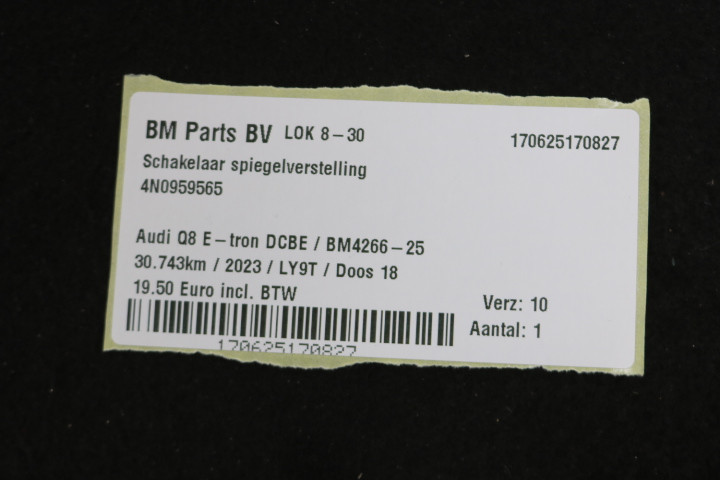 BM Parts BV LOK 8-30 170625170827
Schakelaar spiegelverstelling
4N0959565
Audi Q8 E-tron DCBE / BM4266-25
30.743km / 2023 / LY9T / Doos 18
19.50 Euro incl. BTW
Verz: 10
Aantal: 1
170625170827